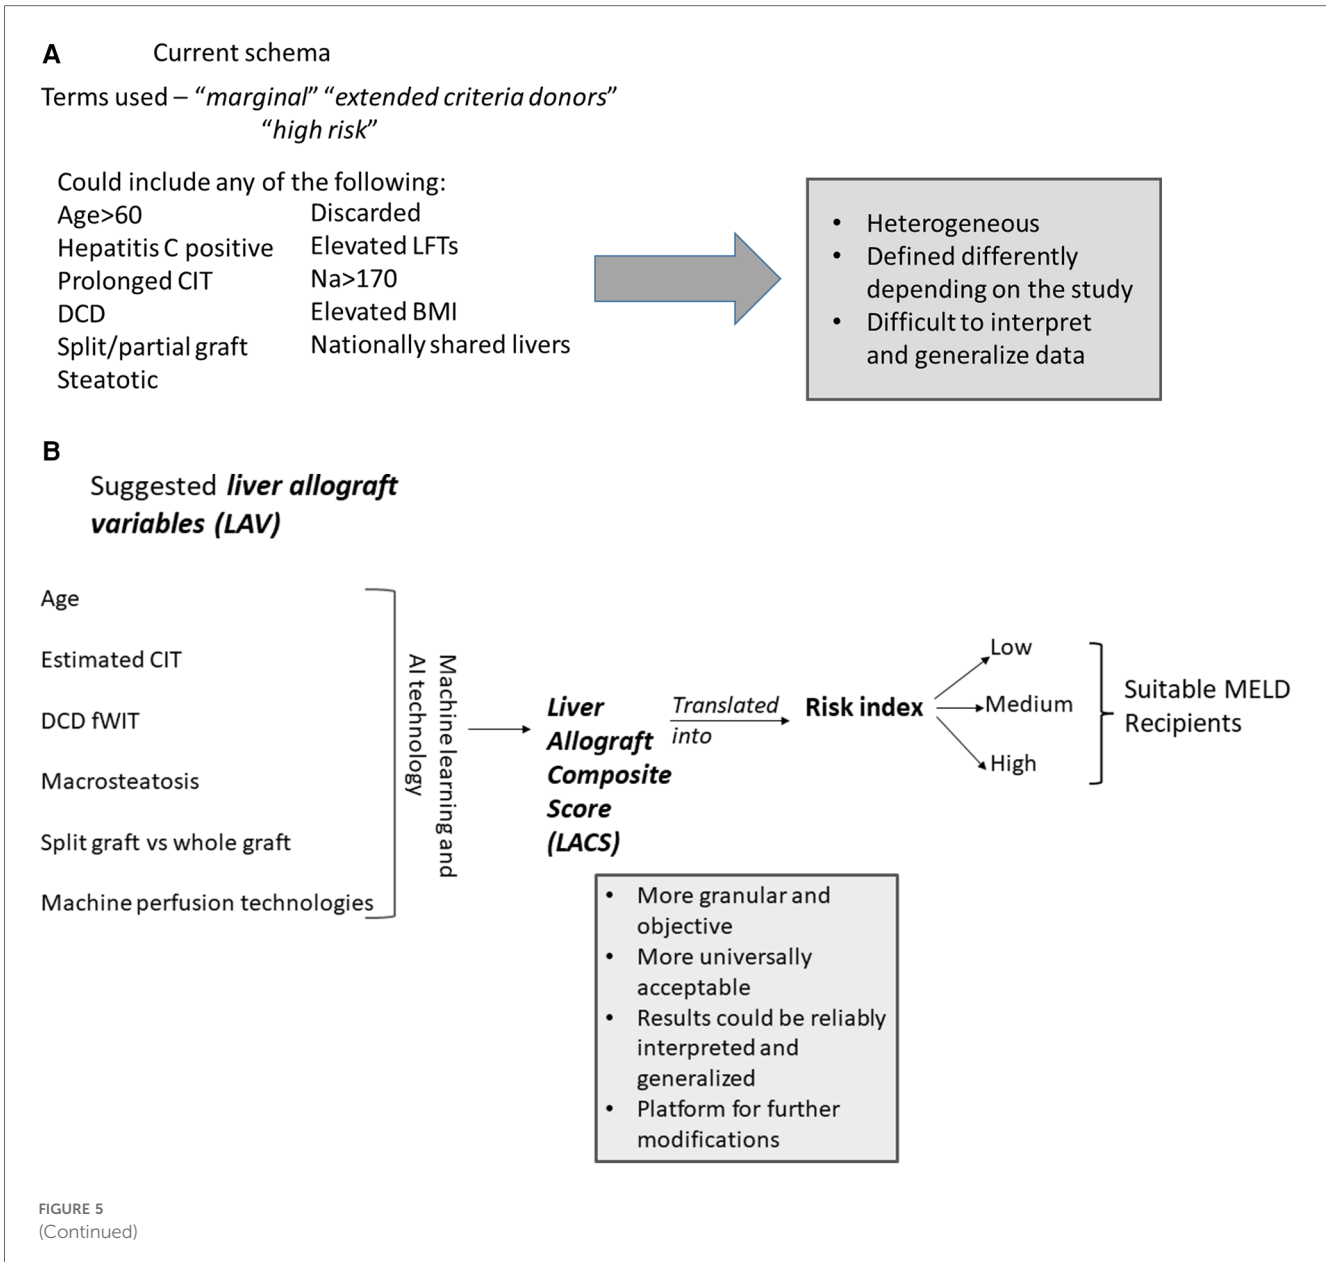 A
Current schema
Terms used – “marginal” “extended criteria donors”
“high risk”
Could include any of the following:
Age>60
Hepatitis C positive
Prolonged CIT
DCD
Split/partial graft
Steatotic
Discarded
Elevated LFTs
Na>170
Elevated BMI
Nationally shared livers
• Heterogeneous
• Defined differently
depending on the study
• Difficult to interpret
and generalize data
B
Suggested liver allograft
variables (LAV)
Age
Estimated CIT
DCD fWIT
Macrosteatosis
Split graft vs whole graft
Machine perfusion technologies
Machine learning and
AI technology
Liver
Allograft
Composite
Score
(LACS)
Translated
into
Risk index
Low
Medium
High
Suitable MELD
Recipients
• More granular and
objective
• More universally
acceptable
• Results could be reliably
interpreted and
generalized
• Platform for further
modifications
FIGURE 5
(Continued)